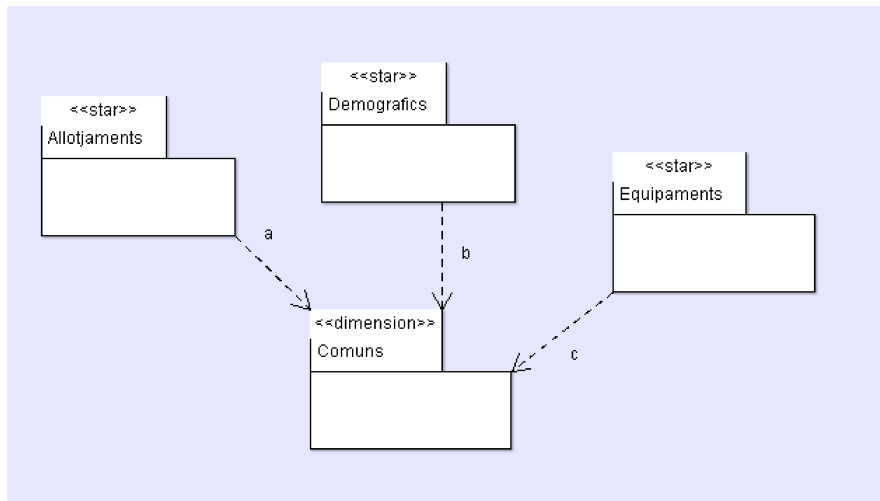 <<star>>
Allotjaments
<<star>>
Demografics
<<star>>
Equipaments
a
b
c
<<dimension>>
Comuns